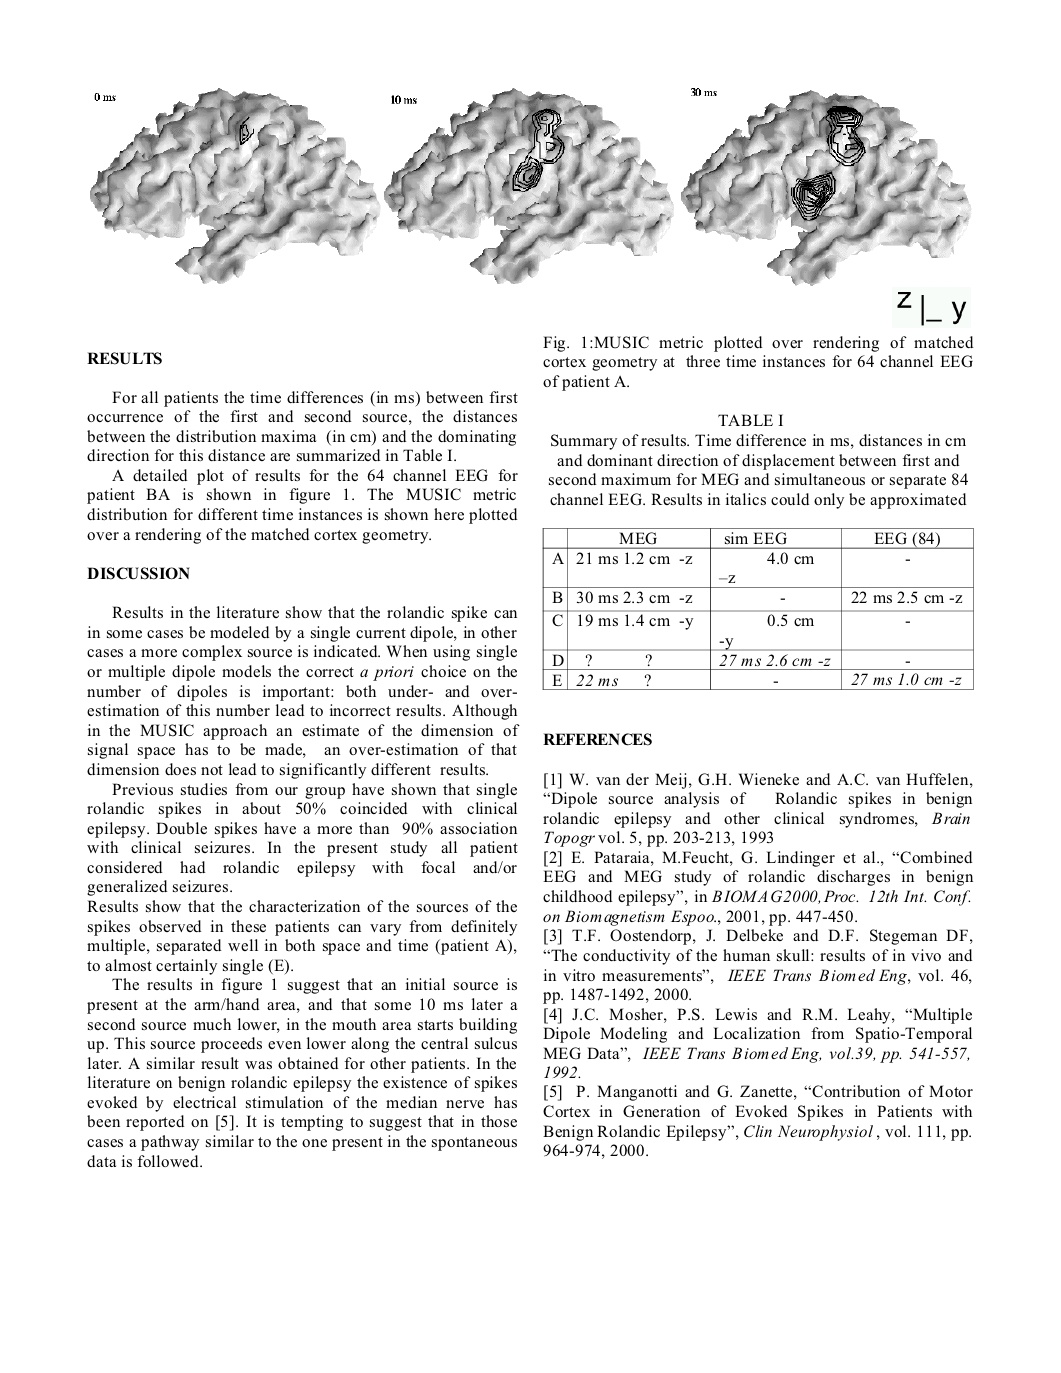 0 ms
10 ms
30 ms
z |_ y
RESULTS
For all patients the time differences (in ms) between first
occurrence of the first and second source, the distances
between the distribution maxima (in cm) and the dominating
direction for this distance are summarized in Table I.
A detailed plot of results for the 64 channel EEG for
patient BA is shown in figure 1. The MUSIC metric
distribution for different time instances is shown here plotted
over a rendering of the matched cortex geometry.
DISCUSSION
Results in the literature show that the rolandic spike can
in some cases be modeled by a single current dipole, in other
cases a more complex source is indicated. When using single
or multiple dipole models the correct a priori choice on the
number of dipoles is important: both under- and over-
estimation of this number lead to incorrect results. Although
in the MUSIC approach an estimate of the dimension of
signal space has to be made, an over-estimation of that
dimension does not lead to significantly different results.
Previous studies from our group have shown that single
rolandic spikes in about 50% coincided with clinical
epilepsy. Double spikes have a more than 90% association
with clinical seizures. In the present study all patient
considered had rolandic epilepsy with focal and/or
generalized seizures.
Results show that the characterization of the sources of the
spikes observed in these patients can vary from definitely
multiple, separated well in both space and time (patient A),
to almost certainly single (E).
The results in figure 1 suggest that an initial source is
present at the arm/hand area, and that some 10 ms later a
second source much lower, in the mouth area starts building
up. This source proceeds even lower along the central sulcus
later. A similar result was obtained for other patients. In the
literature on benign rolandic epilepsy the existence of spikes
evoked by electrical stimulation of the median nerve has
been reported on [5]. It is tempting to suggest that in those
cases a pathway similar to the one present in the spontaneous
data is followed.
Fig. 1:MUSIC metric plotted over rendering of matched
cortex geometry at three time instances for 64 channel EEG
of patient A.
TABLE I
Summary of results. Time difference in ms, distances in cm
and dominant direction of displacement between first and
second maximum for MEG and simultaneous or separate 84
channel EEG. Results in italics could only be approximated
MEG sim EEG EEG (84)
A 21 ms 1.2 cm -z 4.0 cm -
–z
B 30 ms 2.3 cm -z - 22 ms 2.5 cm -z
C 19 ms 1.4 cm -y 0.5 cm -
-y
D ? ? 27 ms 2.6 cm -z -
E 22 ms ? - 27 ms 1.0 cm -z
REFERENCES
[1] W. van der Meij, G.H. Wieneke and A.C. van Huffelen,
“Dipole source analysis of Rolandic spikes in benign
rolandic epilepsy and other clinical syndromes, Brain
Topogr vol. 5, pp. 203-213, 1993
[2] E. Pataraia, M.Feucht, G. Lindinger et al., “Combined
EEG and MEG study of rolandic discharges in benign
childhood epilepsy”, in BIOMAG2000,Proc. 12th Int. Conf.
on Biomagnetism Espoo., 2001, pp. 447-450.
[3] T.F. Oostendorp, J. Delbeke and D.F. Stegeman DF,
“The conductivity of the human skull: results of in vivo and
in vitro measurements”, IEEE Trans Biomed Eng, vol. 46,
pp. 1487-1492, 2000.
[4] J.C. Mosher, P.S. Lewis and R.M. Leahy, “Multiple
Dipole Modeling and Localization from Spatio-Temporal
MEG Data”, IEEE Trans Biomed Eng, vol.39, pp. 541-557,
1992.
[5] P. Manganotti and G. Zanette, “Contribution of Motor
Cortex in Generation of Evoked Spikes in Patients with
Benign Rolandic Epilepsy”, Clin Neurophysiol , vol. 111, pp.
964-974, 2000.